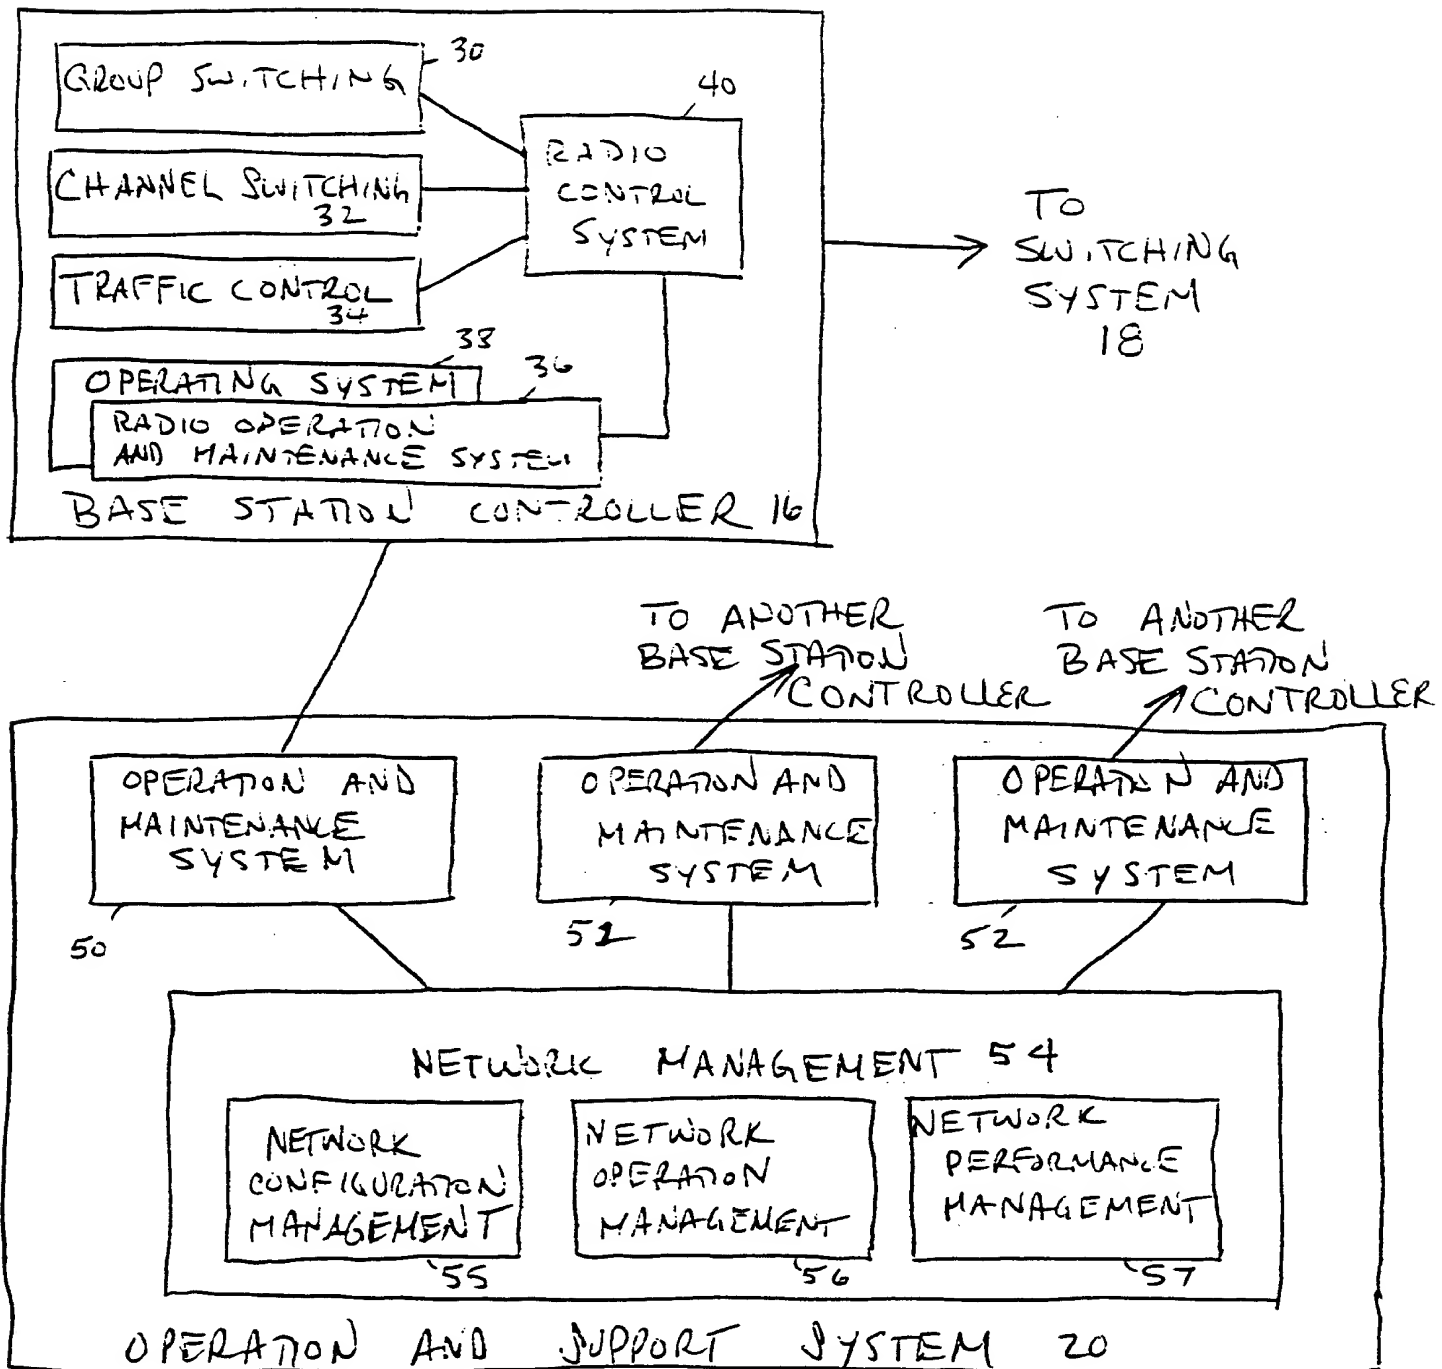 30
GROUP SWITCHING
40
RADIO
CONTROL
SYSTEM
CHANNEL SWITCHING
32
TRAFFIC CONTROL
34
TO
SWITCHING
SYSTEM
18
38
OPERATING SYSTEM
36
RADIO OPERATION
AND MAINTENANCE SYSTEM
BASE STATION CONTROLLER 16
TO ANOTHER
BASE STATION
CONTROLLER
TO ANOTHER
BASE STATION
CONTROLLER
OPERATION AND
MAINTENANCE
SYSTEM
50
OPERATION AND
MAINTENANCE
SYSTEM
51
OPERATION AND
MAINTENANCE
SYSTEM
52
NETWORK MANAGEMENT 54
NETWORK
CONFIGURATION
MANAGEMENT
55
NETWORK
OPERATION
MANAGEMENT
56
NETWORK
PERFORMANCE
MANAGEMENT
57
OPERATION AND SUPPORT SYSTEM 20